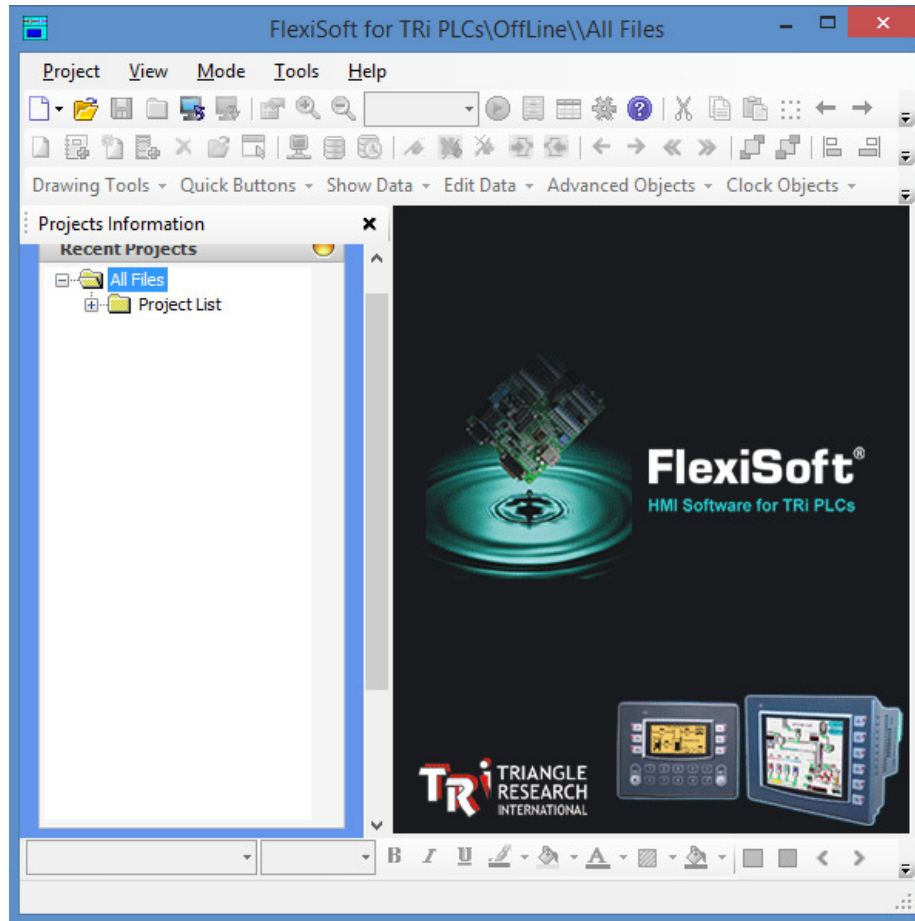 FlexiSoft for TRi PLCs\OffLine\\All Files
Project View Mode Tools Help
Drawing Tools Quick Buttons Show Data Edit Data Advanced Objects Clock Objects
Projects Information
Recent Projects
All Files
Project List
FlexiSoft®
HMI Software for TRi PLCs
TRi TRIANGLE
RESEARCH
INTERNATIONAL
B I U A